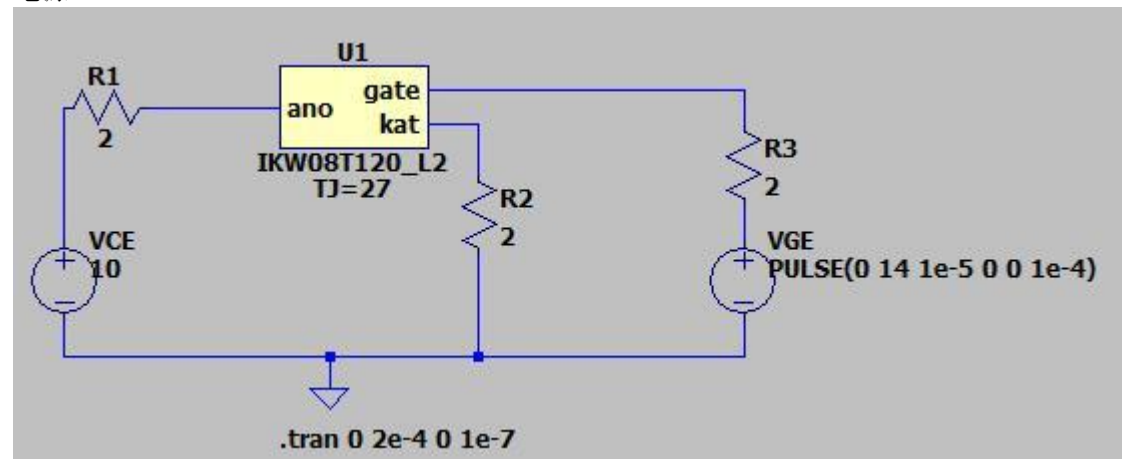 U1
R1
2
ano
gate
kat
IKW08T120_L2
TJ=27
R2
2
R3
2
VCE
10
VGE
PULSE(0 14 1e-5 0 0 1e-4)
.tran 0 2e-4 0 1e-7